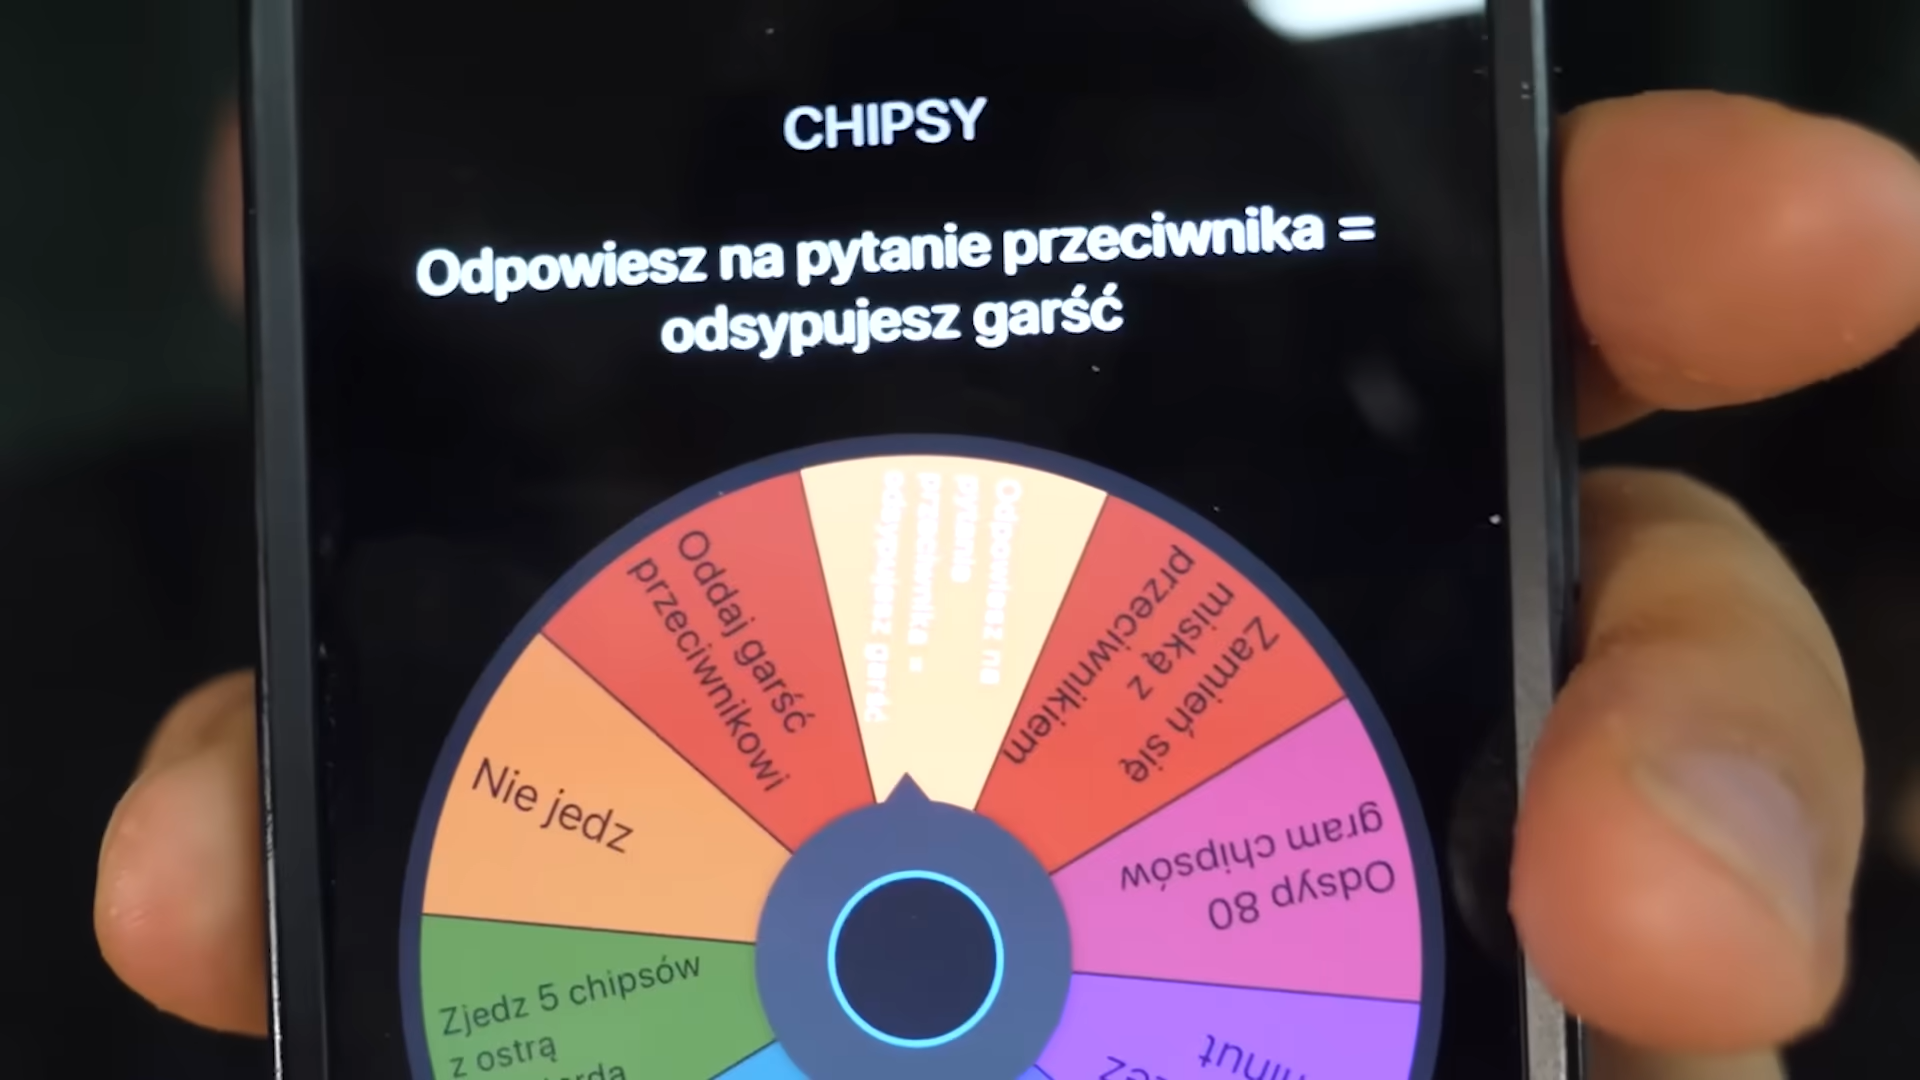 CHIPSY
Odpowiesz na pytanie przeciwnika =
odsypujesz garść
Odpowiesz na
pytanie
przeciwnika =
odsypujesz garść
Oddaj garść
przeciwnikowi
Zamień się
miską z
przeciwnikiem
Nie jedz
Odsyp 80
gram chipsów
Zjedz 5 chipsów
z ostrą